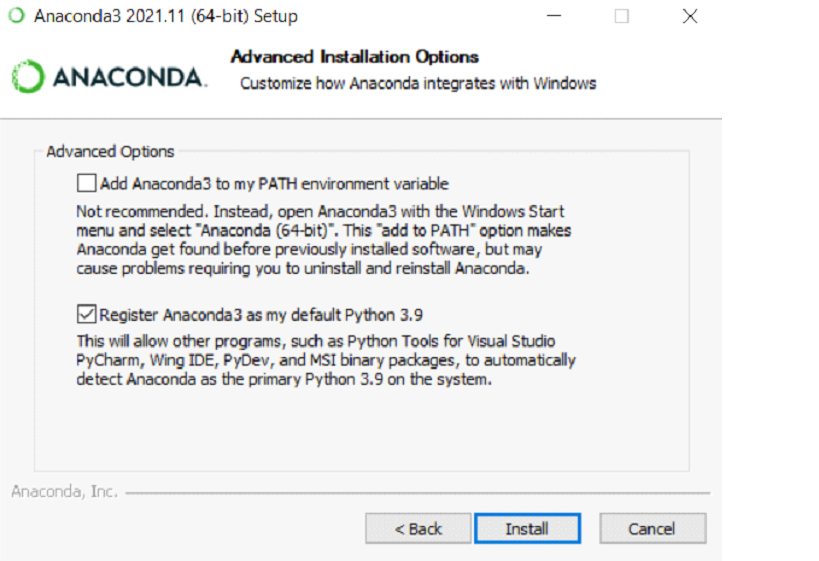 Anaconda3 2021.11 (64-bit) Setup
ANACONDA.
Advanced Installation Options
Customize how Anaconda integrates with Windows
Advanced Options
Add Anaconda3 to my PATH environment variable
Not recommended. Instead, open Anaconda3 with the Windows Start
menu and select "Anaconda (64-bit)". This "add to PATH" option makes
Anaconda get found before previously installed software, but may
cause problems requiring you to uninstall and reinstall Anaconda.
Register Anaconda3 as my default Python 3.9
This will allow other programs, such as Python Tools for Visual Studio
PyCharm, Wing IDE, PyDev, and MSI binary packages, to automatically
detect Anaconda as the primary Python 3.9 on the system.
Anaconda, Inc.
< Back
Install
Cancel